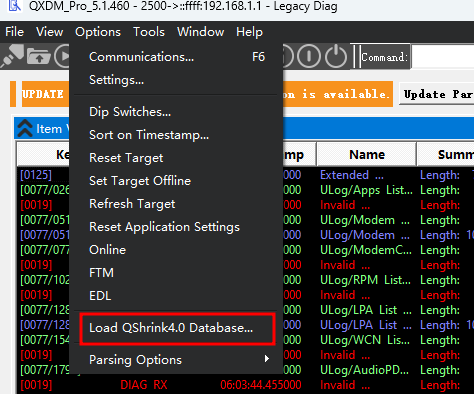 QXDM_Pro_5.1.460 - 2500->::ffff:192.168.1.1 - Legacy Diag
File View Options Tools Window Help
Communications... F6
Command:
Settings...
UPDATE on is available. Update Par
Dip Switches...
Item V
Sort on Timestamp...
Ke mp Name Summ
Reset Target
[0125] 000 Extended ... Length:
Set Target Offline
[0077/026 000 ULog/Apps List... Length:
[0019] 000 Invalid ... Length:
Refresh Target
[0077/051 000 ULog/Modem ... Length:
Reset Application Settings
[0077/051 000 ULog/Modem ... Length: 10
[0077/077 000 ULog/ModemC... Length:
Online
[0019] 000 Invalid ... Length:
FTM
[0077/102 000 ULog/RPM List... Length:
[0019] 000 Invalid ... Length:
EDL
[0077/128 000 ULog/LPA List... Length:
[0077/128 000 ULog/LPA List... Length: 10
Load QShrink4.0 Database...
[0077/154 000 ULog/WCN List... Length:
[0019] 000 Invalid ... Length:
Parsing Options
[0077/179 000 ULog/AudioPD... Length:
[0019] DIAG RX 06:03:44.455000 Invalid ... Length: